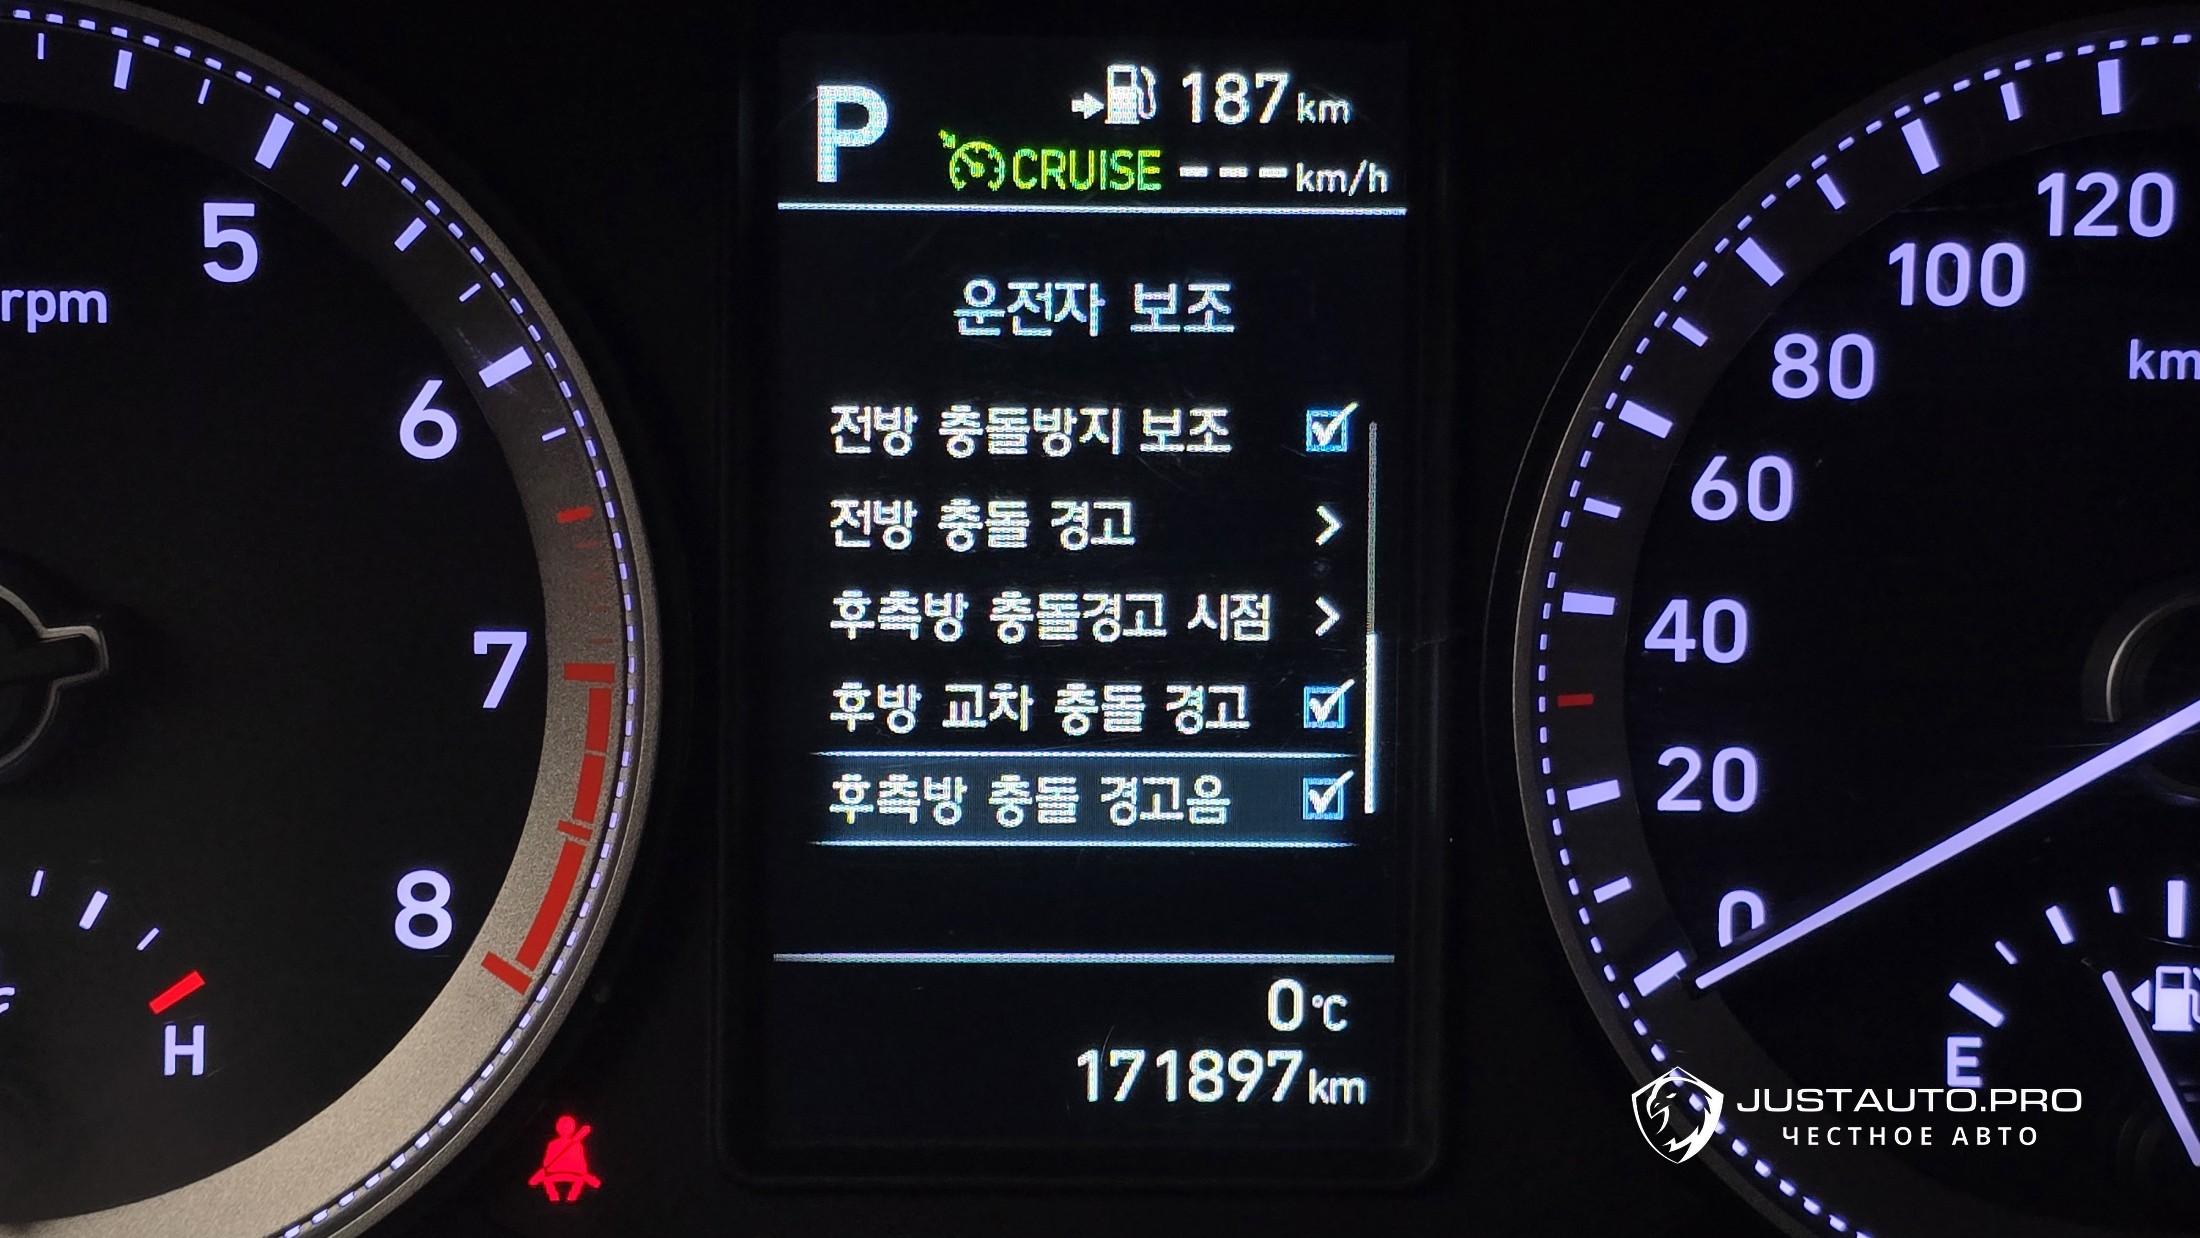 P
187 km
CRUISE --- km/h
운전자 보조
전방 충돌방지 보조
전방 충돌 경고 >
후측방 충돌경고 시점 >
후방 교차 충돌 경고
후측방 충돌 경고음
0 °C
171897 km
rpm
5
6
7
8
H
120
100
80
60
40
20
0
km
E
JUSTAUTO.PRO
ЧЕСТНОЕ АВТО